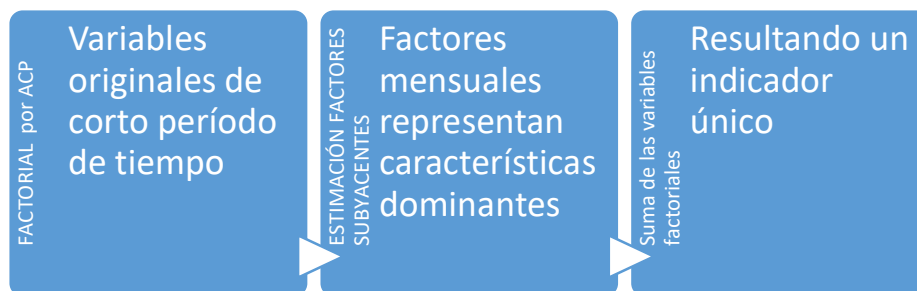 FACTORIAL por ACP
Variables
originales de
corto período
de tiempo
ESTIMACIÓN FACTORES
SUBYACENTES
Factores
mensuales
representan
características
dominantes
Suma de las variables
factoriales
Resultando un
indicador
único